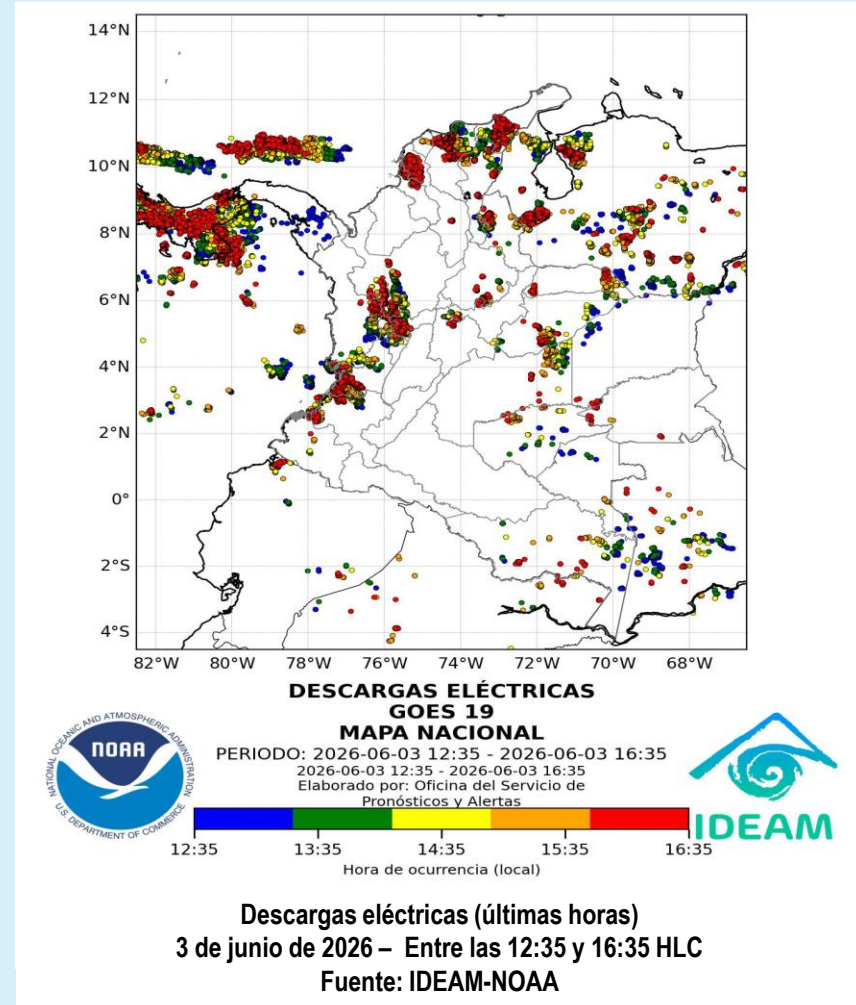 14°N
12°N
10°N
8°N
6°N
4°N
2°N
0°
2°S
4°S
82°W 80°W 78°W 76°W 74°W 72°W 70°W 68°W
DESCARGAS ELÉCTRICAS
GOES 19
MAPA NACIONAL
PERIODO: 2026-06-03 12:35 - 2026-06-03 16:35
2026-06-03 12:35 - 2026-06-03 16:35
Elaborado por: Oficina del Servicio de
Pronósticos y Alertas
NATIONAL OCEANIC AND ATMOSPHERIC ADMINISTRATION
NOAA
U.S. DEPARTMENT OF COMMERCE
IDEAM
12:35 13:35 14:35 15:35 16:35
Hora de ocurrencia (local)
Descargas eléctricas (últimas horas)
3 de junio de 2026 – Entre las 12:35 y 16:35 HLC
Fuente: IDEAM-NOAA